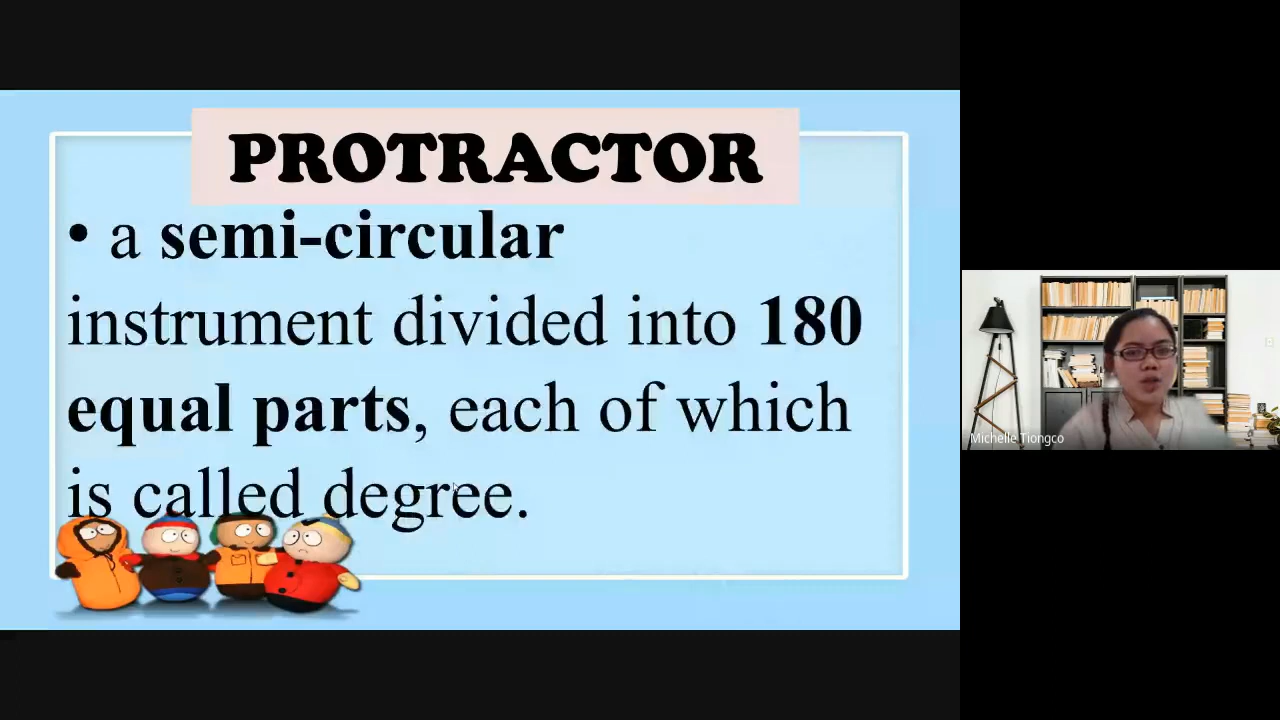 PROTRACTOR
• a semi-circular
instrument divided into 180
equal parts, each of which
is called degree.
Michelle Tiongco